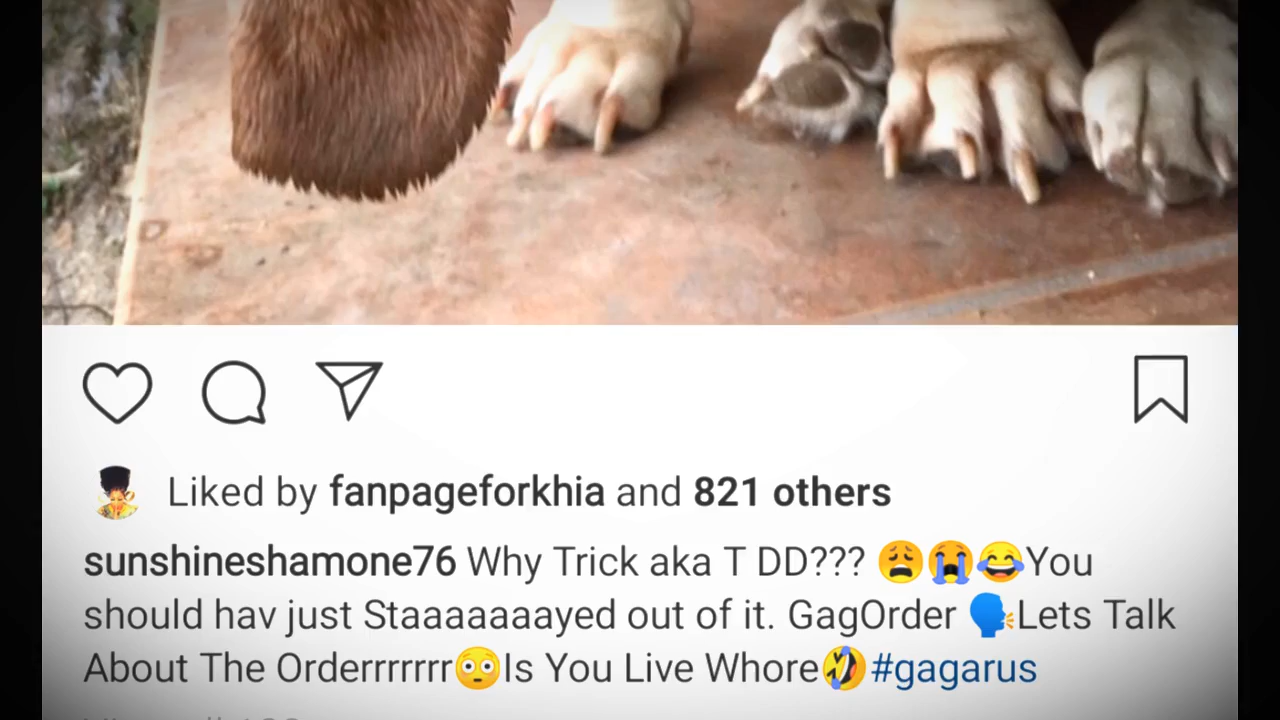 Liked by fanpageforkhia and 821 others
sunshineshamone76 Why Trick aka T DD??? 😩😭😂You
should hav just Staaaaaaayed out of it. GagOrder 🗣️Lets Talk
About The Orderrrrrrr😳Is You Live Whore🤣#gagarus